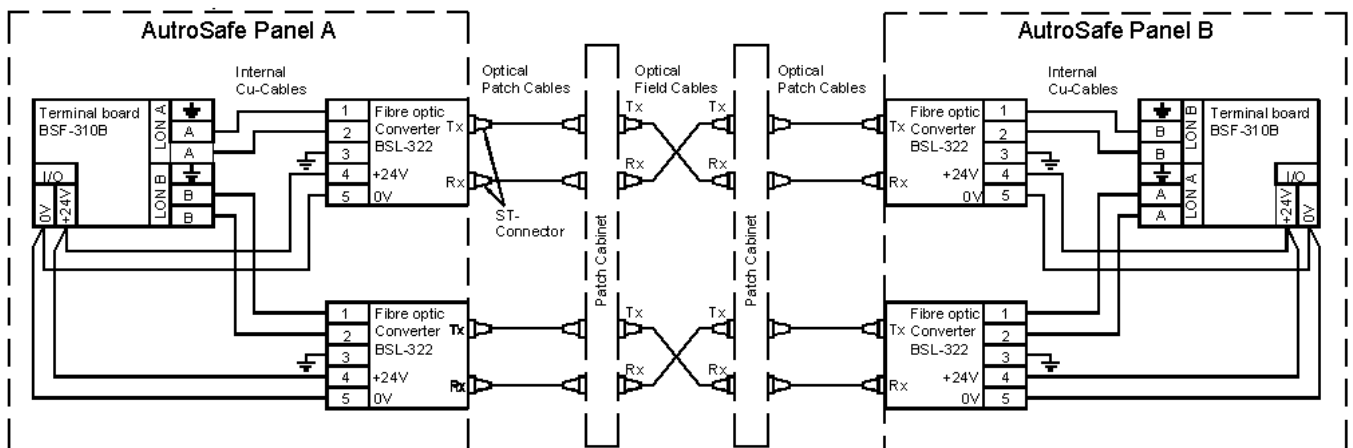 AutroSafe Panel A
AutroSafe Panel B
Internal
Cu-Cables
Optical
Patch Cables
Optical
Field Cables
Optical
Patch Cables
Internal
Cu-Cables
Terminal board
BSF-310B
LON A
A
A
LON B
B
B
I/O
0V
+24V
1
2
3
4
5
Fibre optic
Converter
BSL-322
+24V
0V
Tx
Rx
ST-
Connector
Patch Cabinet
Tx
Rx
Tx
Rx
Patch Cabinet
Tx
Rx
Fibre optic
Converter
BSL-322
+24V
0V
1
2
3
4
5
B
B
LON B
A
A
LON A
Terminal board
BSF-310B
I/O
+24V
0V
1
2
3
4
5
Fibre optic
Converter
BSL-322
+24V
0V
Tx
Rx
Tx
Rx
Tx
Rx
Tx
Rx
Fibre optic
Converter
BSL-322
+24V
0V
1
2
3
4
5